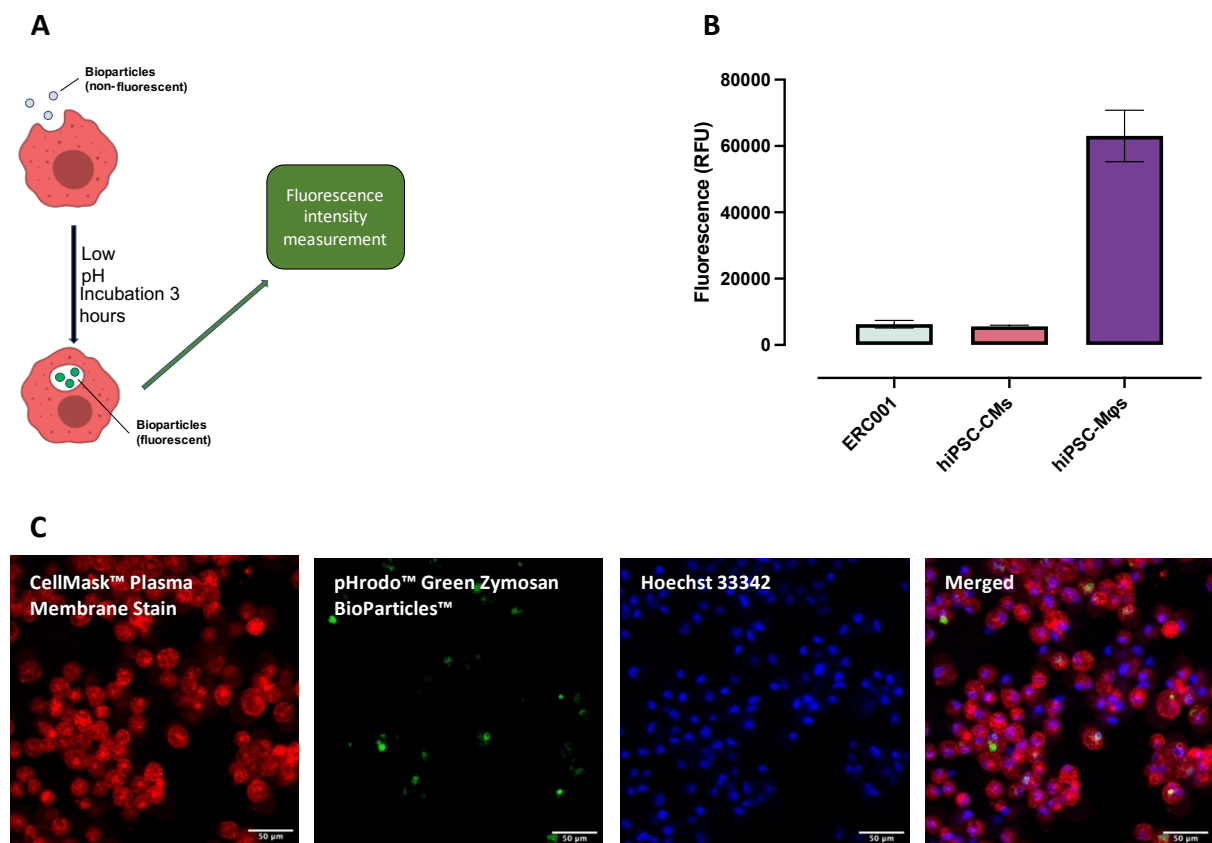 A
Bioparticles
(non-fluorescent)
Low
pH
Incubation 3
hours
Bioparticles
(fluorescent)
Fluorescence
intensity
measurement
B
Fluorescence (RFU)
80000
60000
40000
20000
0
ERC001
hiPSC-CMs
hiPSC-Mφs
C
CellMask™ Plasma
Membrane Stain
50 µm
pHrodo™ Green Zymosan
BioParticles™
50 µm
Hoechst 33342
50 µm
Merged
50 µm